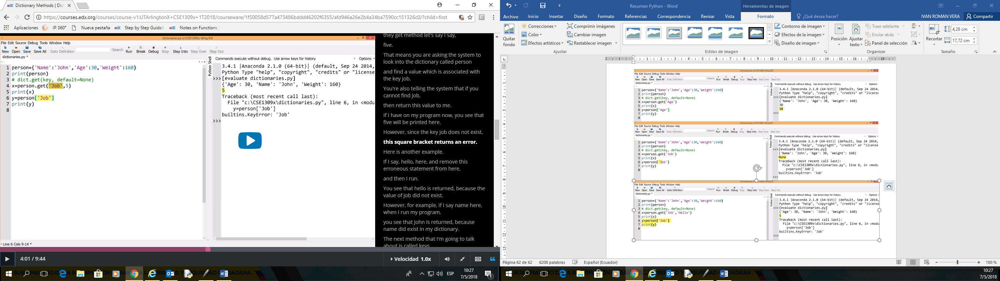 edX Dictionary Methods | Dic
https://courses.edx.org/courses/course-v1:UTArlingtonX+CSE1309x+1T2018/courseware/1f50058d577a473486bddd46202f6355/afd946a26e2b4a34ba7590cc151326c0/?child=first
Aplicaciones IP 360° Nueva pestaña edX Step by Step Guideli edX Notes on Functions
dictionaries.py (c:\CSE1309x): Wing IDE
File Edit Source Debug Tools Window Help
New Open Save Save All Goto Definition Search Run Break Debug Stop Step Into Step Over Step Out
dictionaries.py *
1 person={'Name':'John','Age':30,'Weight':160}
2 print(person)
3 # dict.get(key, default=None)
4 x=person.get('Job',5)
5 print(x)
6 y=person['Job']
7 print(y)
8
Line 6 Cols 9-14 *
Python Shell
Commands execute without debug. Use arrow keys for history. Options
3.4.1 |Anaconda 2.1.0 (64-bit)| (default, Sep 24 2014,
Python Type "help", "copyright", "credits" or "license
>>> [evaluate dictionaries.py]
{'Age': 30, 'Name': 'John', 'Weight': 160}
5
Traceback (most recent call last):
File "c:\CSE1309x\dictionaries.py", line 6, in <modu
y=person['Job']
builtins.KeyError: 'Job'
>>>
they get method let's say I say,
five.
That means you are asking the system to
look into the dictionary called person
and find a value which is associated with
the key job.
You're also telling the system that if you
cannot find job,
then return this value to me.
If I have on my program now, you see that
five will be printed here.
However, since the key job does not exist,
this square bracket returns an error.
Here is another example.
If I say, hello, here, and remove this
erroneous statement from here,
and then I run.
You see that hello is returned, because the
value of job did not exist.
However, for example, if I say name here,
when I run my program,
you see that John is returned, because
name did exist in my dictionary.
The next method that I'm going to talk
about is called keys
4:01 / 9:44
Velocidad 1.0x
ESP
10:27
7/5/2018
Resumen Python - Word
Herramientas de imagen
Archivo Inicio Insertar Diseño Formato Referencias Correspondencia Revisar Vista Formato ¿Qué desea hacer? IVAN ROMAN VERA Compartir
Quitar fondo
Correcciones
Color
Efectos artísticos
Comprimir imágenes
Cambiar imagen
Restablecer imagen
Ajustar
Estilos de imagen
Contorno de imagen
Efectos de la imagen
Diseño de imagen
Posición
Ajustar texto
Traer adelante
Enviar atrás
Panel de selección
Organizar
Recortar
4,28 cm
17,72 cm
Tamaño
File Edit Source Debug Tools Window Help
New Open Save Save All Goto Definition Search Run Break Debug Stop Step Into Step Over Step Out
dictionaries.py *
1 person={'Name':'John','Age':30,'Weight':160}
2 print(person)
3 # dict.get(key, default=None)
4 x=person.get('Age')
5 print(x)
6 y=person['Age']
7 print(y)
8
Commands execute without debug. Use arrow keys for history. Options
3.4.1 |Anaconda 2.1.0 (64-bit)| (default, Sep 24 2014,
Python Type "help", "copyright", "credits" or "license
>>> [evaluate dictionaries.py]
{'Name': 'John', 'Age': 30, 'Weight': 160}
30
30
>>>
File Edit Source Debug Tools Window Help
New Open Save Save All Goto Definition Search Run Break Debug Stop Step Into Step Over Step Out
dictionaries.py *
1 person={'Name':'John','Age':30,'Weight':160}
2 print(person)
3 # dict.get(key, default=None)
4 x=person.get('Job')
5 print(x)
6 y=person['Job']
7 print(y)
8
Commands execute without debug. Use arrow keys for history. Options
3.4.1 |Anaconda 2.1.0 (64-bit)| (default, Sep 24 2014,
Python Type "help", "copyright", "credits" or "license
>>> [evaluate dictionaries.py]
{'Name': 'John', 'Age': 30, 'Weight': 160}
None
Traceback (most recent call last):
File "c:\CSE1309x\dictionaries.py", line 6, in <modu
y=person['Job']
builtins.KeyError: 'Job'
>>>
File Edit Source Debug Tools Window Help
New Open Save Save All Goto Definition Search Run Break Debug Stop Step Into Step Over Step Out
dictionaries.py *
1 person={'Name':'John','Age':30,'Weight':160}
2 print(person)
3 # dict.get(key, default=None)
4 x=person.get('Job','Hello')
5 print(x)
6 y=person['Job']
7 print(y)
8
Commands execute without debug. Use arrow keys for history. Options
3.4.1 |Anaconda 2.1.0 (64-bit)| (default, Sep 24 2014,
Python Type "help", "copyright", "credits" or "license
>>> [evaluate dictionaries.py]
{'Age': 30, 'Name': 'John', 'Weight': 160}
5
Traceback (most recent call last):
File "c:\CSE1309x\dictionaries.py", line 6, in <modu
y=person['Job']
builtins.KeyError: 'Job'
>>>
Página 62 de 62 6208 palabras Español (Ecuador) 100 %
10:27
7/5/2018